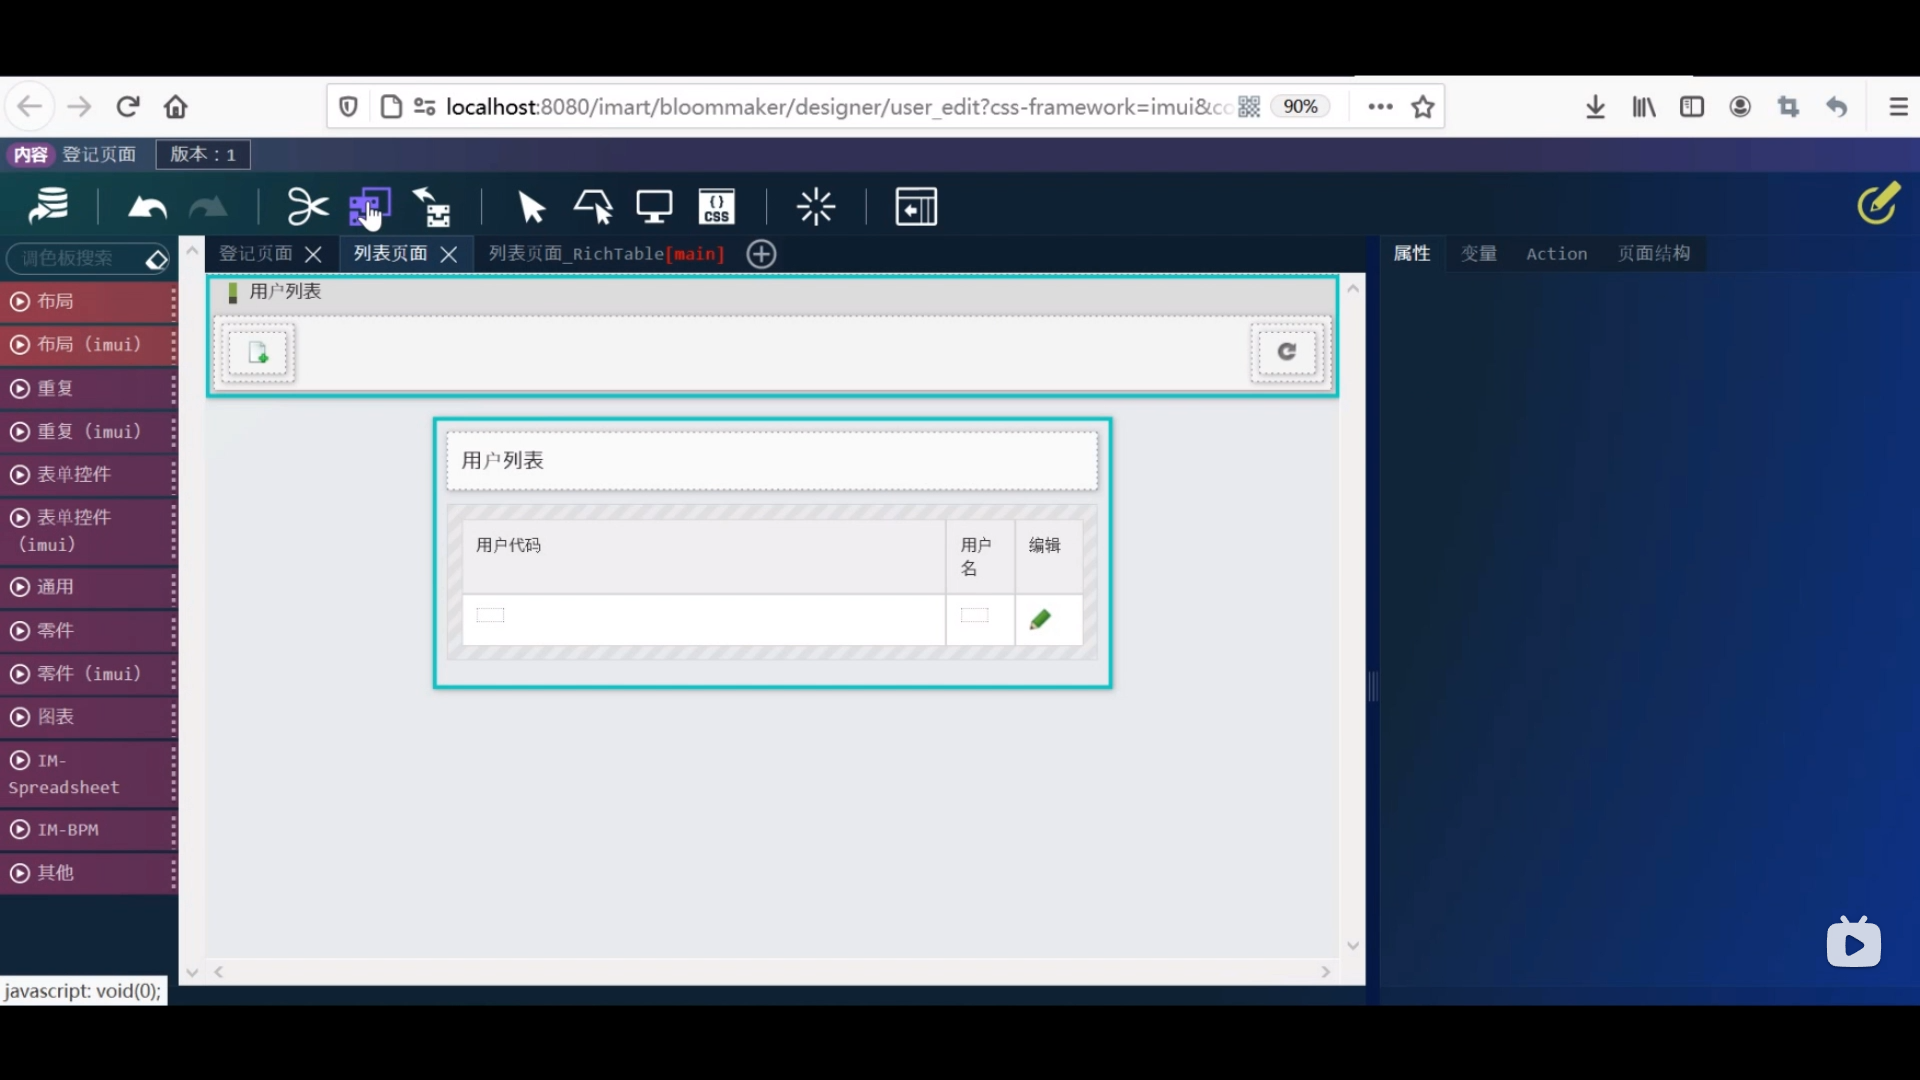 localhost:8080/imart/bloommaker/designer/user_edit?css-framework=imui&co
90%
内容 登记页面 版本：1
{} CSS
调色板搜索
登记页面 列表页面 列表页面_RichTable[main]
属性 变量 Action 页面结构
布局
布局（imui）
重复
重复（imui）
表单控件
表单控件
（imui）
通用
零件
零件（imui）
图表
IM-
Spreadsheet
IM-BPM
其他
用户列表
用户列表
用户代码 用户 编辑
名
javascript: void(0);